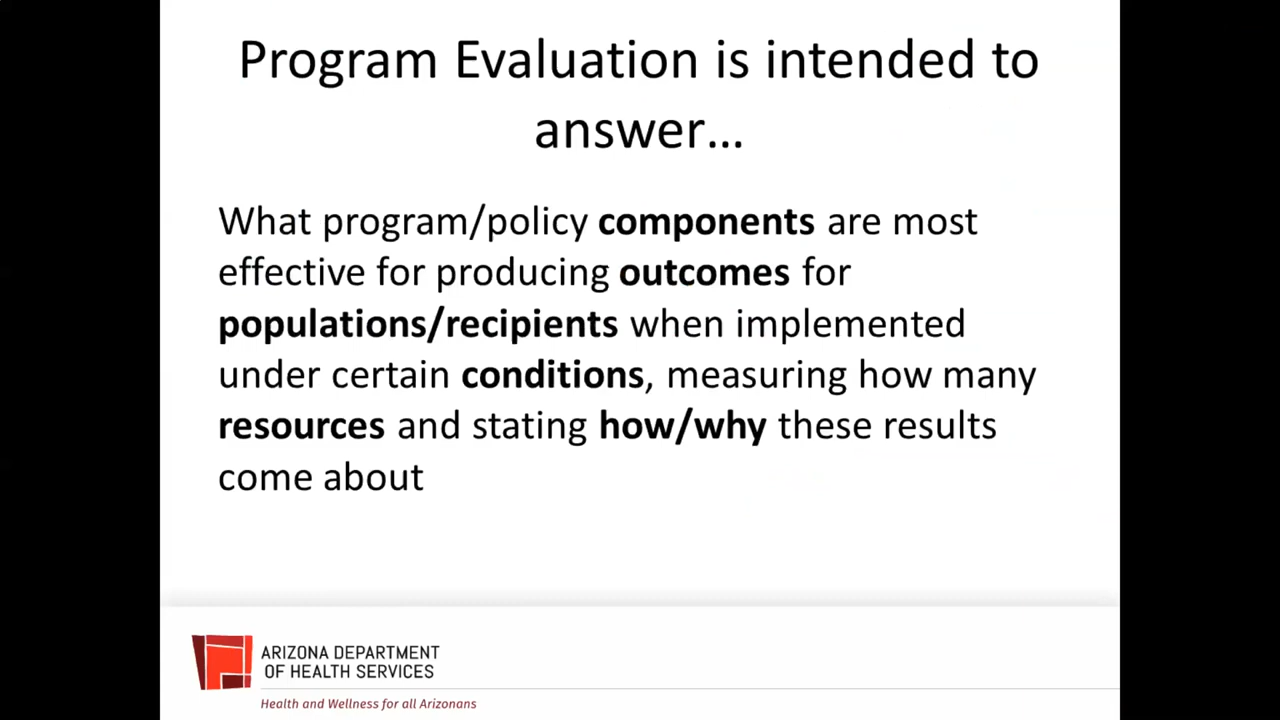 Program Evaluation is intended to
answer…
What program/policy components are most
effective for producing outcomes for
populations/recipients when implemented
under certain conditions, measuring how many
resources and stating how/why these results
come about
ARIZONA DEPARTMENT
OF HEALTH SERVICES
Health and Wellness for all Arizonans